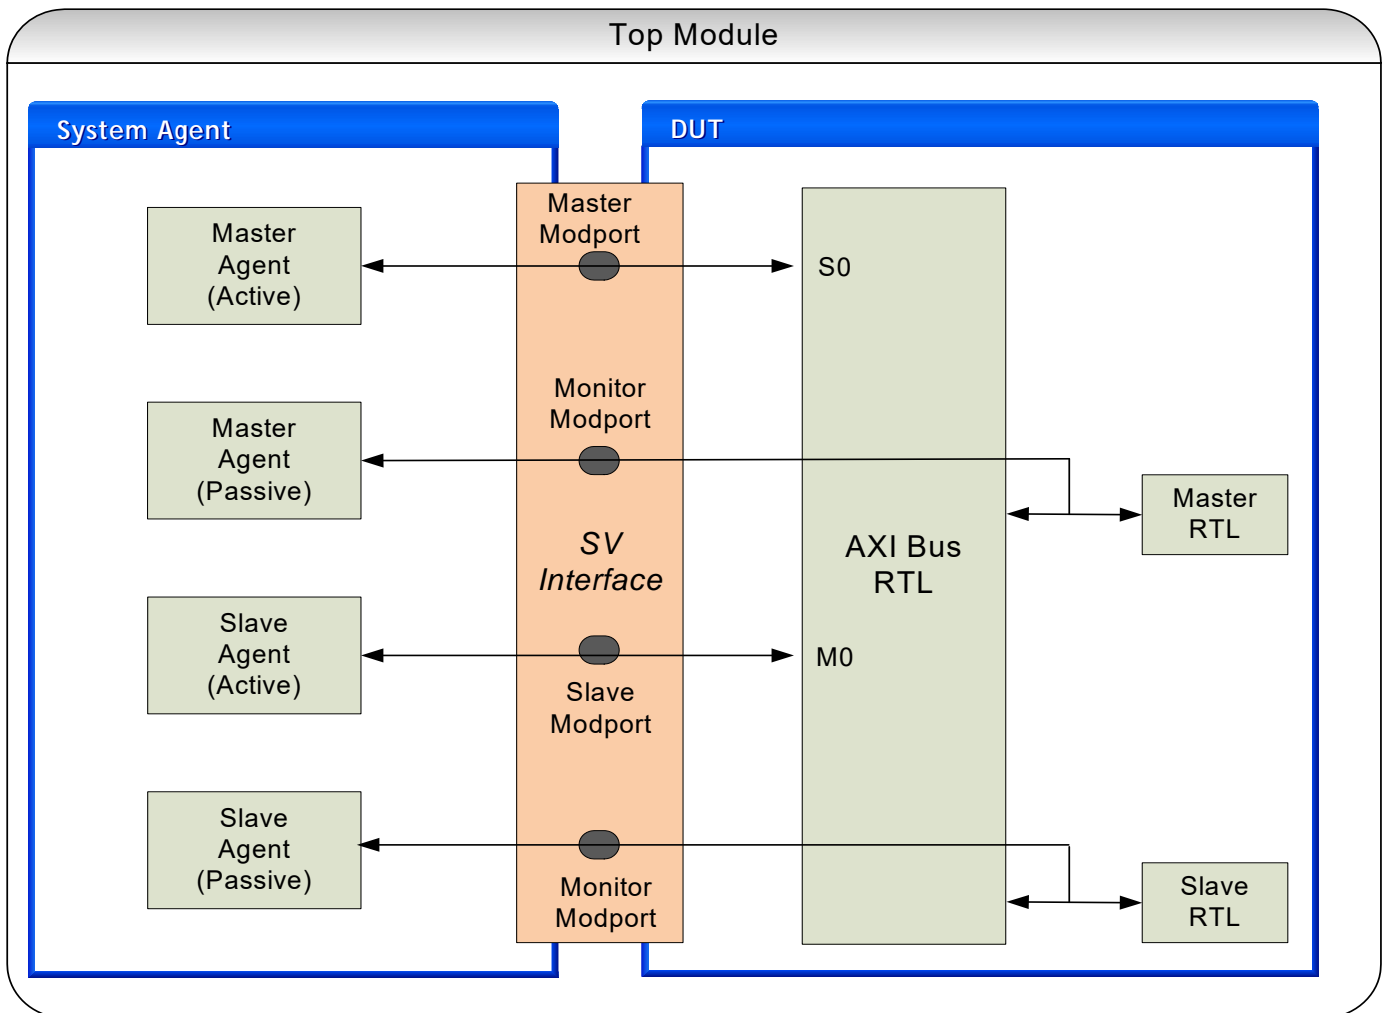 Top Module
System Agent
DUT
Master
Agent
(Active)
Master
Modport
S0
Master
Agent
(Passive)
Monitor
Modport
Master
RTL
SV
Interface
AXI Bus
RTL
Slave
Agent
(Active)
M0
Slave
Modport
Slave
Agent
(Passive)
Monitor
Modport
Slave
RTL